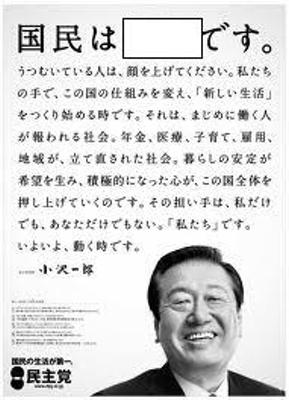 国民は
です。
うつむいている人は、顔を上げてください。私たち
の手で、この国の仕組みを変え、「新しい生活」
をつくり始める時です。それは、まじめに働く人
が報われる社会。年金、医療、子育て、雇用、
地域が、立て直された社会。暮らしの安定が
希望を生み、積極的になった心が、この国全体を
押し上げていくのです。その担い手は、私だけ
でも、あなただけでもない。「私たち」です。
いよいよ、動く時です。
小沢一郎
国民の生活が第一。
民主党